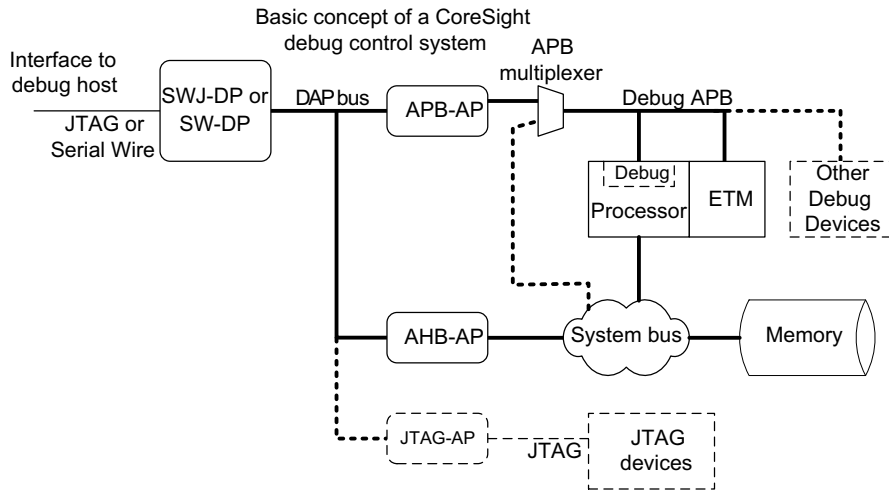 Basic concept of a CoreSight
debug control system
Interface to
debug host
JTAG or
Serial Wire
SWJ-DP or
SW-DP
DAP bus
APB-AP
APB
multiplexer
Debug APB
Debug
Processor
ETM
Other
Debug
Devices
AHB-AP
System bus
Memory
JTAG-AP
JTAG
JTAG
devices